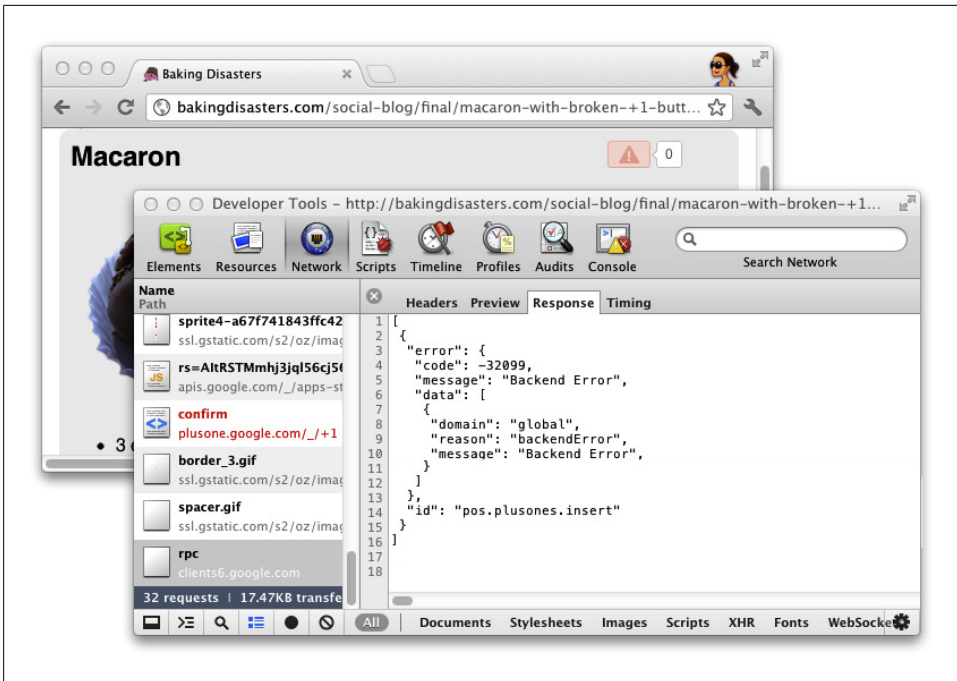 Baking Disasters
bakingdisasters.com/social-blog/final/macaron-with-broken-+1-butt...
Macaron
0
Developer Tools - http://bakingdisasters.com/social-blog/final/macaron-with-broken-+1...
Elements Resources Network Scripts Timeline Profiles Audits Console
Search Network
Name
Path
Headers Preview Response Timing
sprite4-a67f741843ffc42
ssl.gstatic.com/s2/oz/imag
rs=AItRSTMmhj3jql56cj56
apis.google.com/_/apps-st
JS
confirm
plusone.google.com/_/+1
border_3.gif
ssl.gstatic.com/s2/oz/imag
spacer.gif
ssl.gstatic.com/s2/oz/imag
rpc
clients6.google.com
32 requests | 17.47KB transfe
1 [
2 {
3 "error": {
4 "code": -32099,
5 "message": "Backend Error",
6 "data": [
7 {
8 "domain": "global",
9 "reason": "backendError",
10 "message": "Backend Error",
11 }
12 ]
13 },
14 "id": "pos.plusones.insert"
15 }
16 ]
17
18
• 3
All Documents Stylesheets Images Scripts XHR Fonts WebSocke